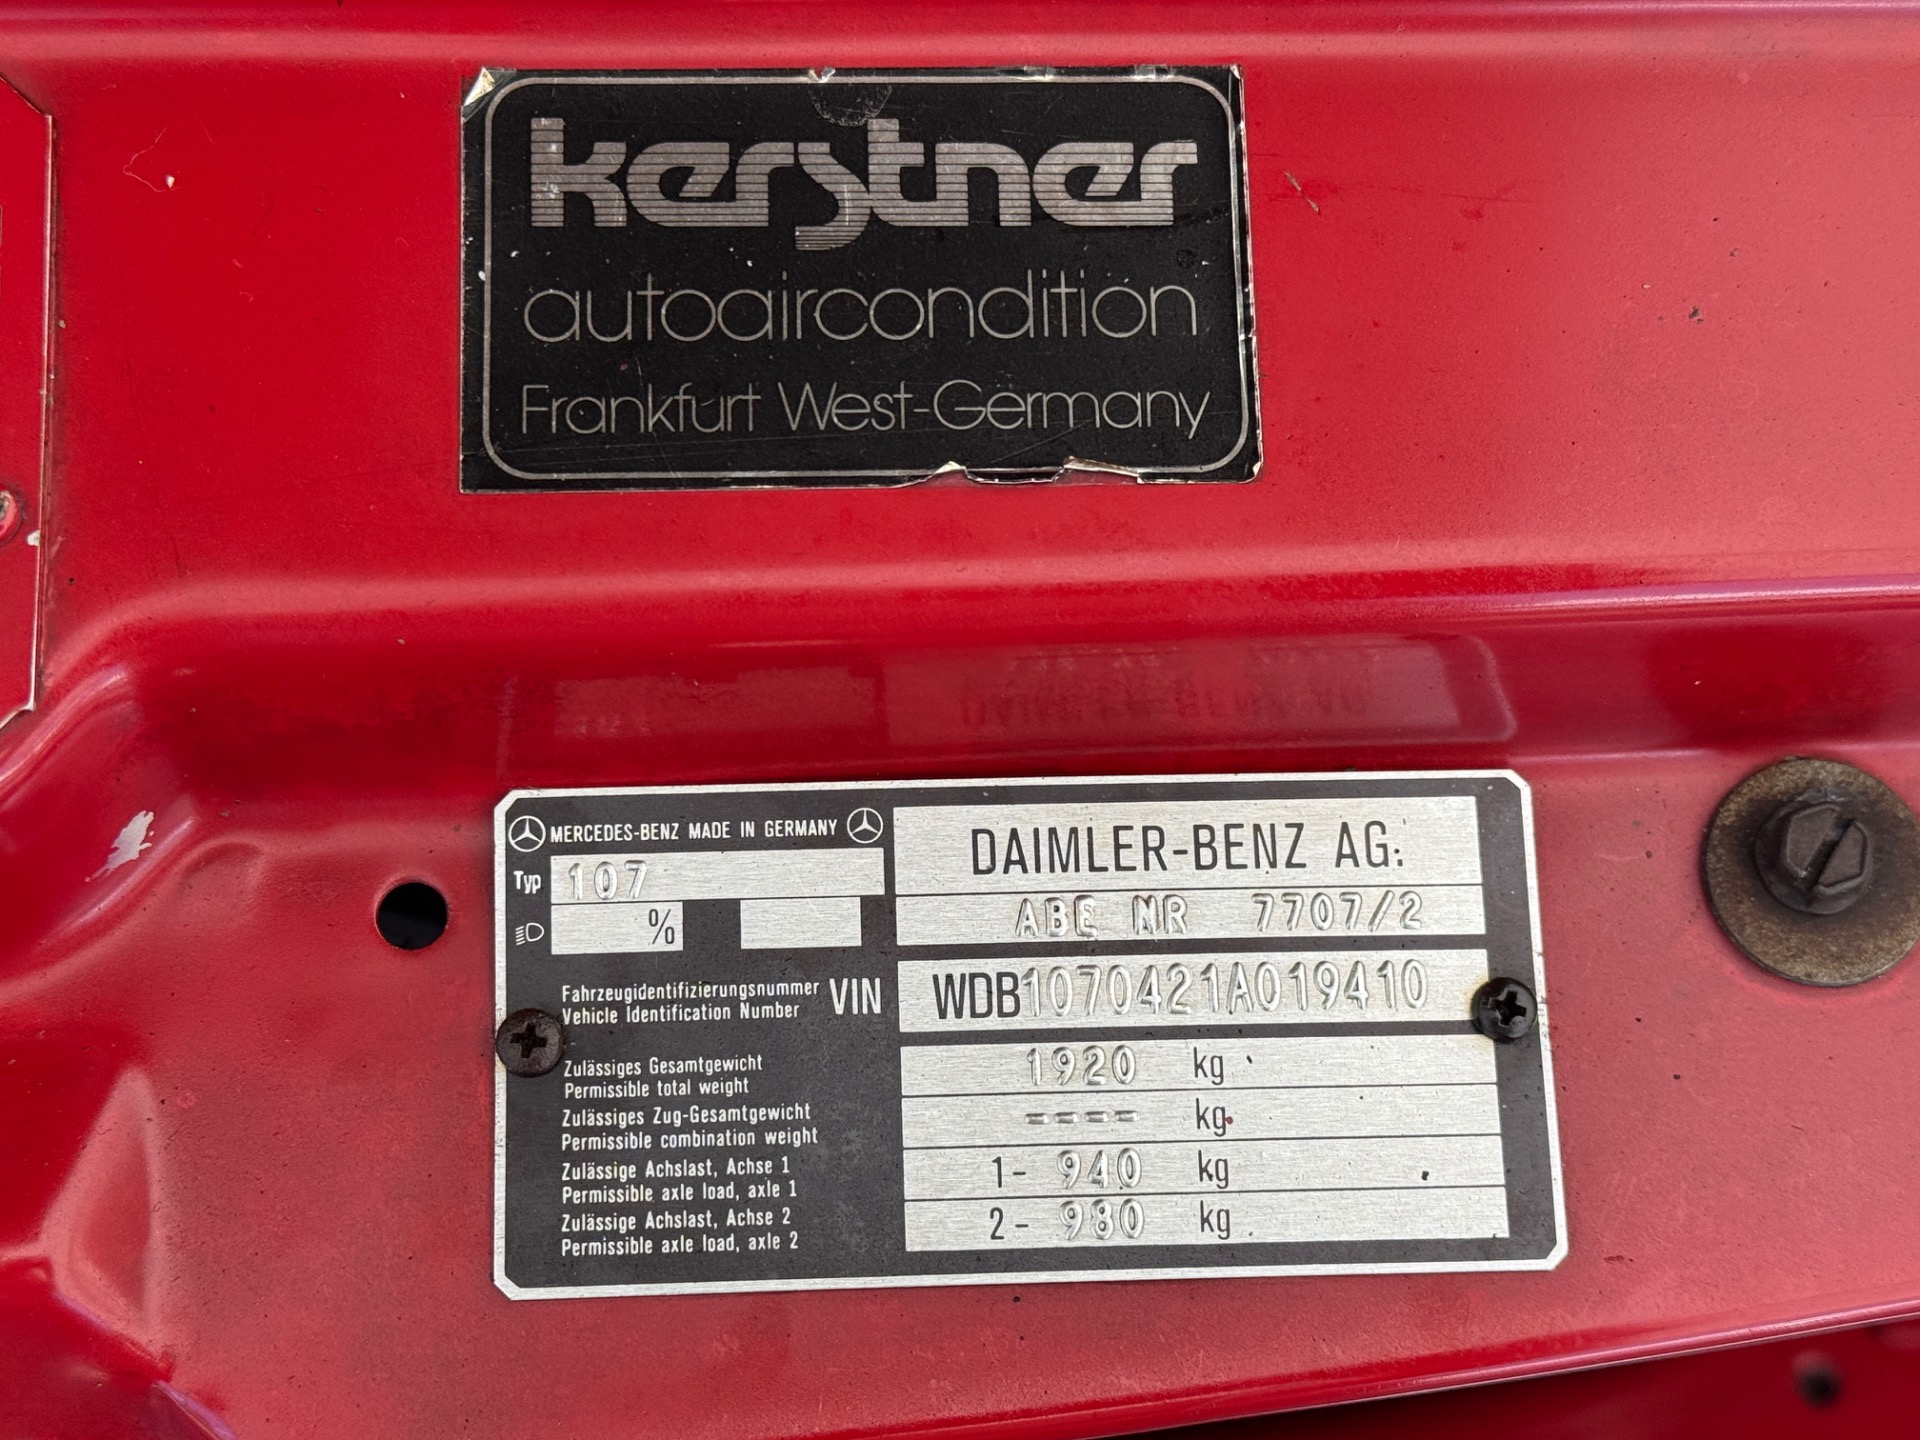 kerstner
autoaircondition
Frankfurt West-Germany
MERCEDES-BENZ MADE IN GERMANY
Typ 107
%
DAIMLER-BENZ AG.
ABE NR 7707/2
Fahrzeugidentifizierungsnummer
Vehicle Identification Number
VIN WDB1070421A019410
Zulässiges Gesamtgewicht
Permissible total weight
1920 kg
Zulässiges Zug-Gesamtgewicht
Permissible combination weight
---- kg
Zulässige Achslast, Achse 1
Permissible axle load, axle 1
1- 940 kg
Zulässige Achslast, Achse 2
Permissible axle load, axle 2
2- 980 kg